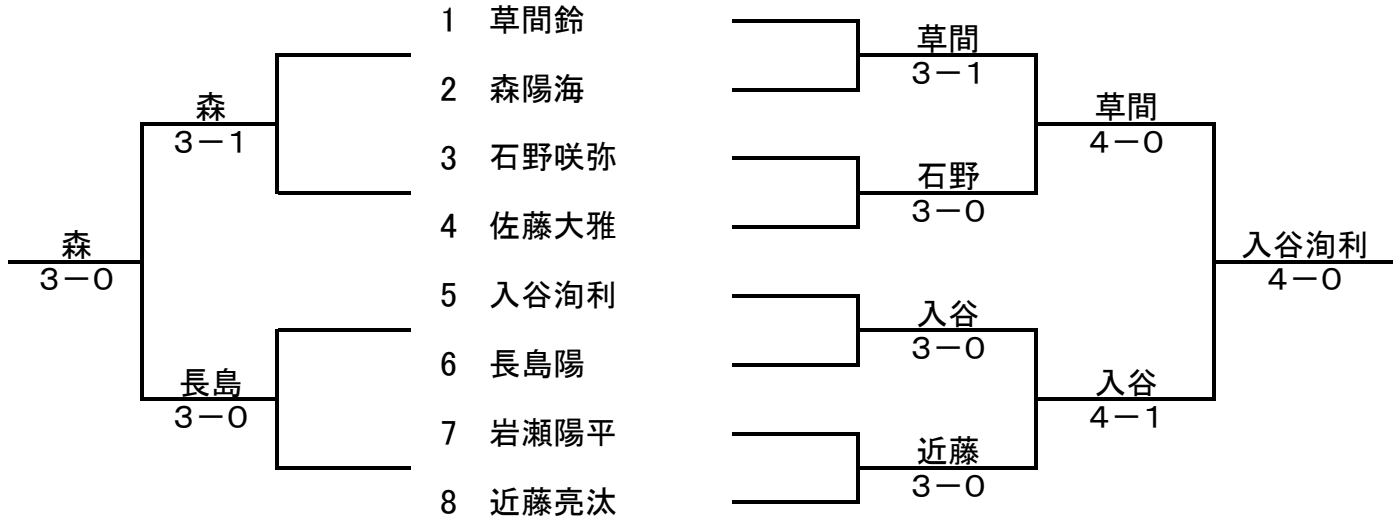 1 草間鈴
草間
3-1
2 森陽海
森
3-1
草間
4-0
3 石野咲弥
石野
3-0
4 佐藤大雅
森
3-0
入谷洵利
4-0
5 入谷洵利
入谷
3-0
6 長島陽
長島
3-0
入谷
4-1
7 岩瀬陽平
近藤
3-0
8 近藤亮汰